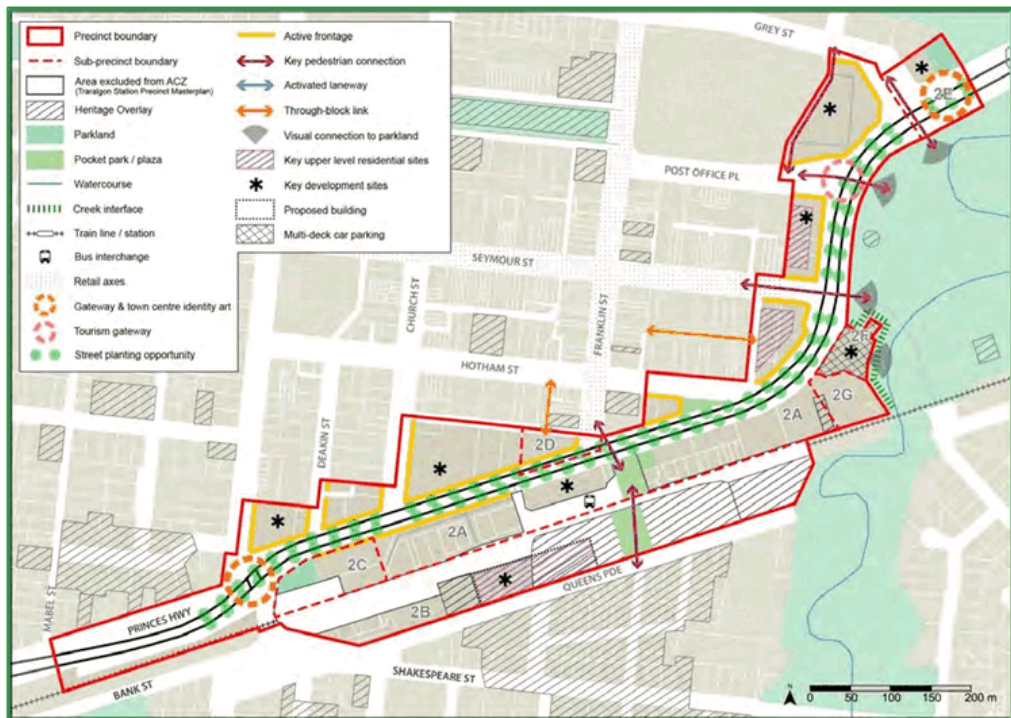 Precinct boundary
Sub-precinct boundary
Area excluded from ACZ
(Traralgon Station Precinct Masterplan)
Heritage Overlay
Parkland
Pocket park / plaza
Watercourse
Creek interface
Train line / station
Bus interchange
Retail axes
Gateway & town centre identity art
Tourism gateway
Street planting opportunity
Active frontage
Key pedestrian connection
Activated laneway
Through-block link
Visual connection to parkland
Key upper level residential sites
Key development sites
Proposed building
Multi-deck car parking
GREY ST
2E
POST OFFICE PL
SEYMOUR ST
CHURCH ST
FRANKLIN ST
HOTHAM ST
2F
2G
2A
DEAKIN ST
2D
2A
2C
2B
QUEENS PDE
MABEL ST
PRINCES HWY
BANK ST
SHAKESPEARE ST
N
0 50 100 150 200 m